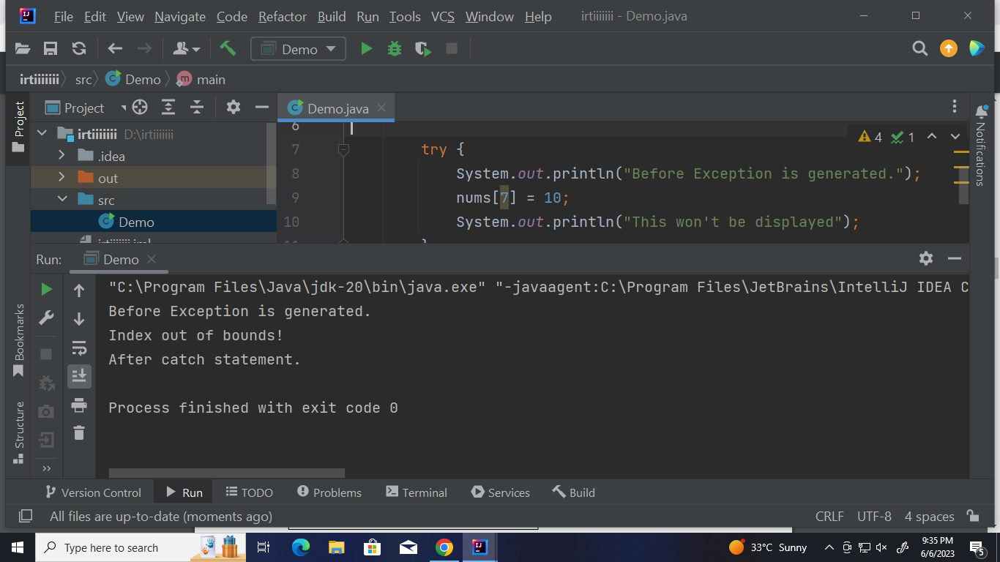 File Edit View Navigate Code Refactor Build Run Tools VCS Window Help irtiiiiiii - Demo.java
Demo
irtiiiiiii src Demo main
Project
Project
irtiiiiiii D:\irtiiiiiii
.idea
out
src
Demo
Demo.java
4 1
6
7 try {
8 System.out.println("Before Exception is generated.");
9 nums[7] = 10;
10 System.out.println("This won't be displayed");
Notifications
Run: Demo
"C:\Program Files\Java\jdk-20\bin\java.exe" "-javaagent:C:\Program Files\JetBrains\IntelliJ IDEA C
Before Exception is generated.
Index out of bounds!
After catch statement.
Process finished with exit code 0
Bookmarks
Structure
Version Control Run TODO Problems Terminal Services Build
All files are up-to-date (moments ago) CRLF UTF-8 4 spaces
Type here to search
33°C Sunny
9:35 PM
6/6/2023
5